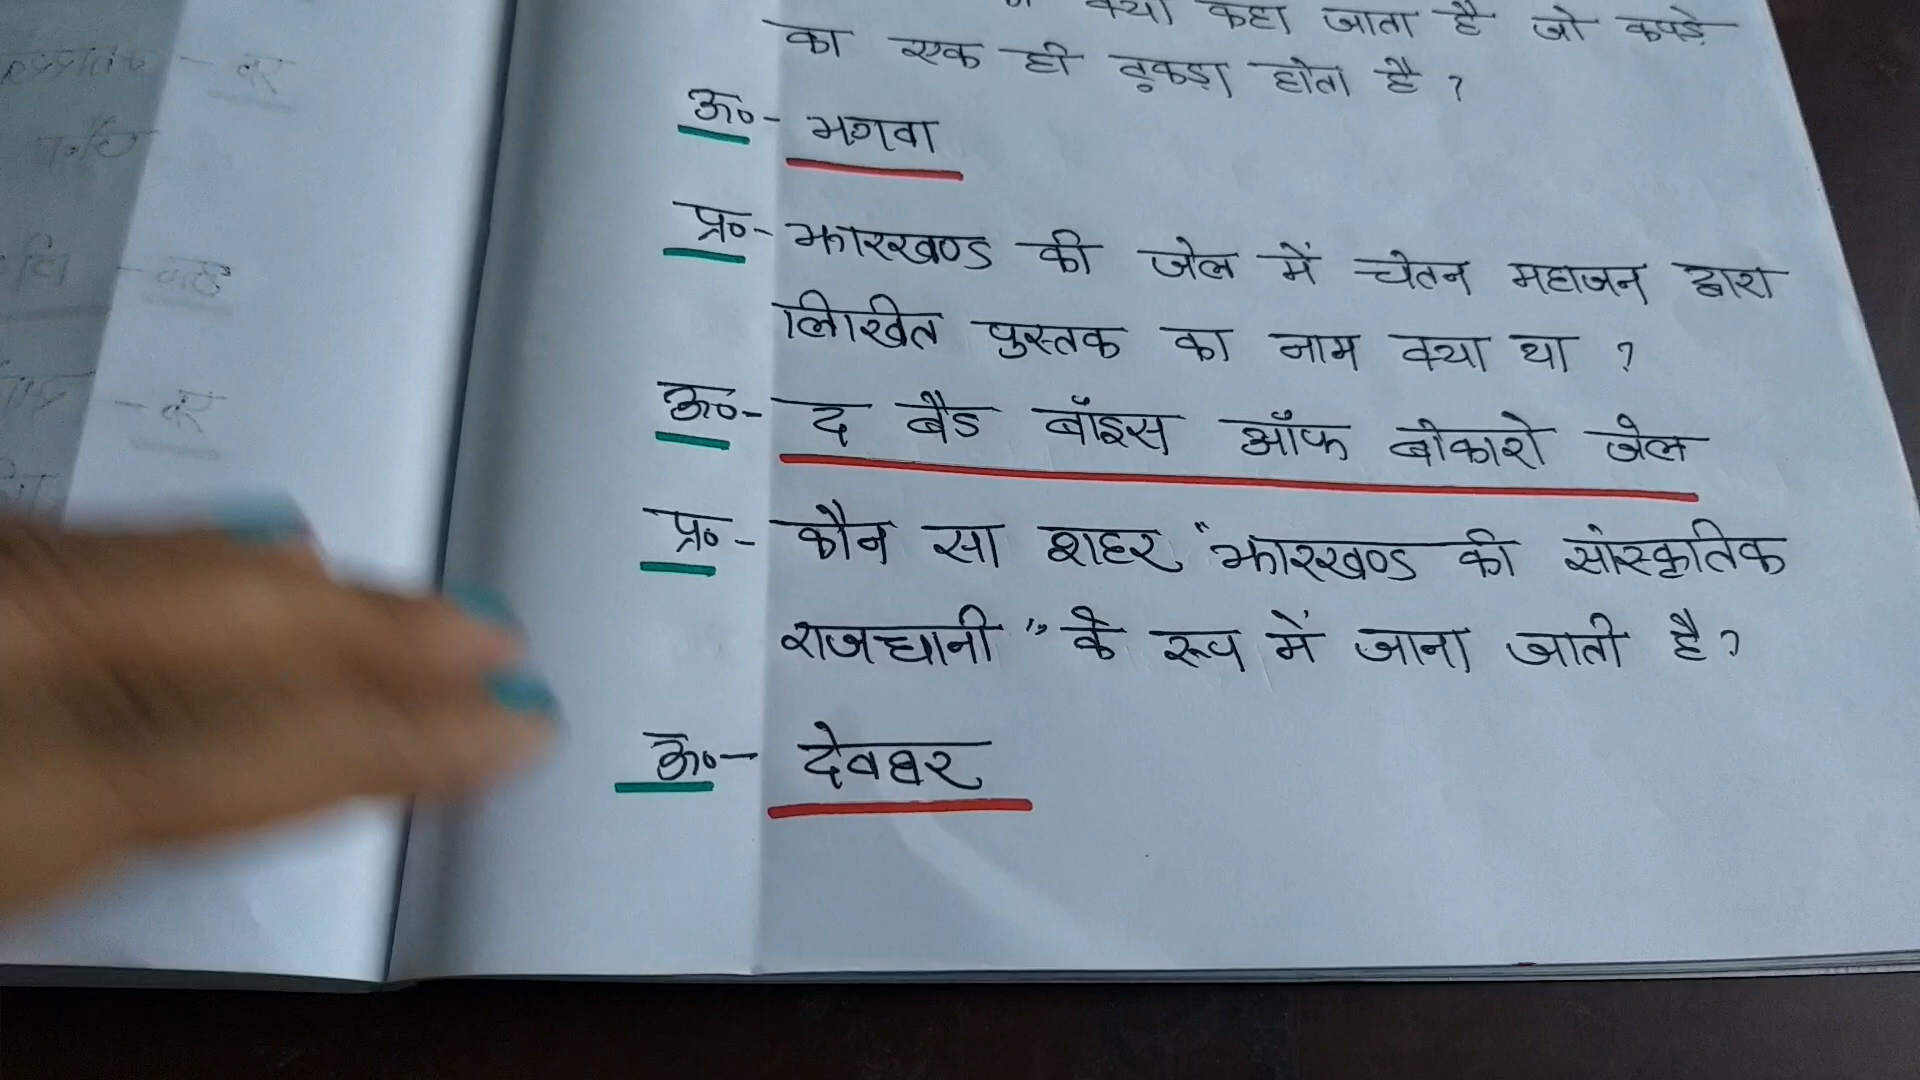 क्या कहा जाता है जो कपड़े
का एक ही टुकड़ा होता है ?
उ०- भगवा
प्र०- झारखण्ड की जेल में चेतन महाजन द्वारा
लिखित पुस्तक का नाम क्या था ?
उ०- द बैड बॉइस ऑफ बोकारो जेल
प्र०- कौन सा शहर "झारखण्ड की सांस्कृतिक
राजधानी" के रूप में जाना जाती है ?
उ०- देवघर